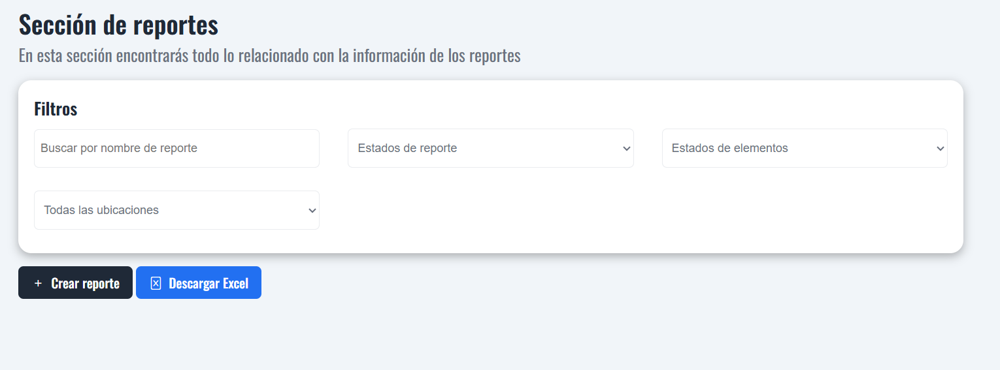 Sección de reportes
En esta sección encontrarás todo lo relacionado con la información de los reportes
Filtros
Buscar por nombre de reporte
Estados de reporte
Estados de elementos
Todas las ubicaciones
+ Crear reporte
Descargar Excel